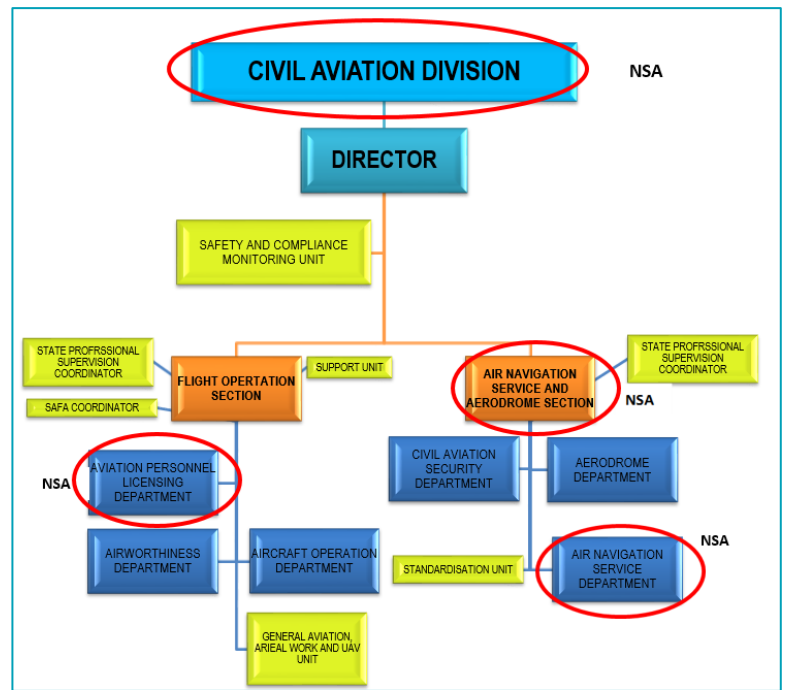 CIVIL AVIATION DIVISION
NSA
DIRECTOR
SAFETY AND COMPLIANCE
MONITORING UNIT
STATE PROFRSSIONAL
SUPERVISION
COORDINATOR
SAFA COORDINATOR
FLIGHT OPERTATION
SECTION
SUPPORT UNIT
AIR NAVIGATION
SERVICE AND
AERODROME SECTION
NSA
STATE PROFRSSIONAL
SUPERVISION
COORDINATOR
NSA
AVIATION PERSONNEL
LICENSING
DEPARTMENT
CIVIL AVIATION
SECURITY
DEPARTMENT
AERODROME
DEPARTMENT
AIRWORTHINESS
DEPARTMENT
AIRCRAFT OPERATION
DEPARTMENT
STANDARDISATION UNIT
AIR NAVIGATION
SERVICE
DEPARTMENT
NSA
GENERAL AVIATION,
ARIEAL WORK AND UAV
UNIT